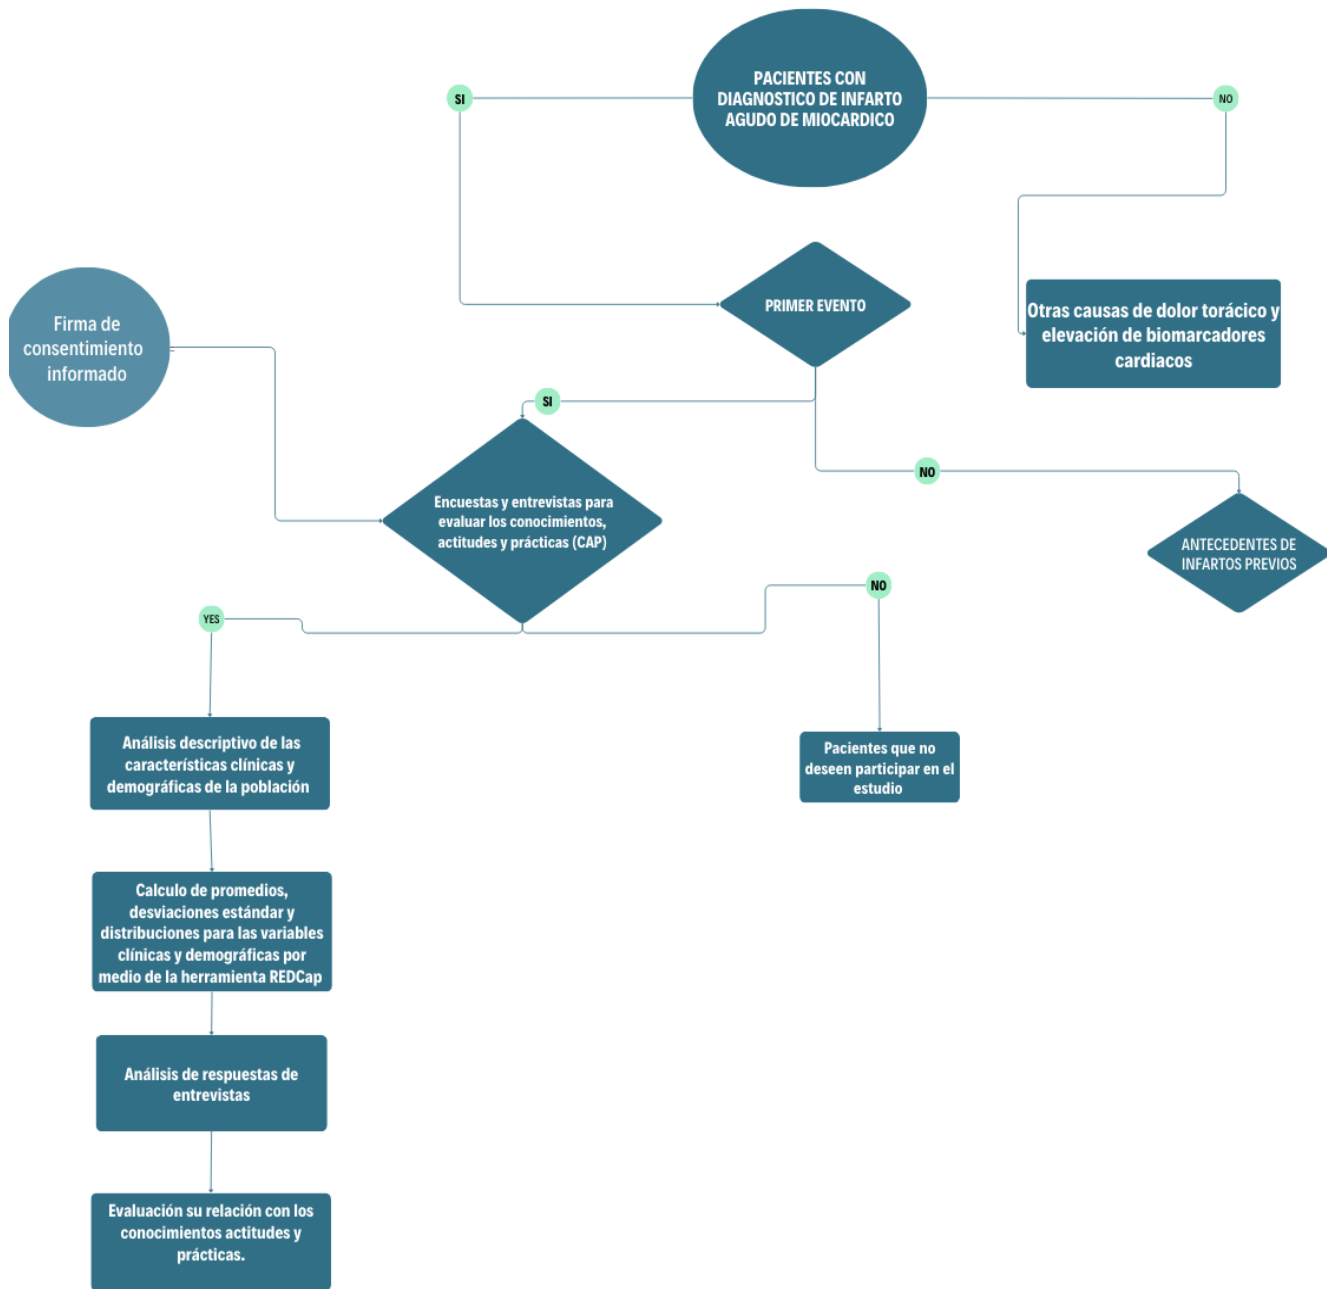 PACIENTES CON
DIAGNOSTICO DE INFARTO
AGUDO DE MIOCARDICO
SI
NO
PRIMER EVENTO
Otras causas de dolor torácico y
elevación de biomarcadores
cardiacos
Firma de
consentimiento
informado
SI
NO
Encuestas y entrevistas para
evaluar los conocimientos,
actitudes y prácticas (CAP)
ANTECEDENTES DE
INFARTOS PREVIOS
YES
NO
Análisis descriptivo de las
características clínicas y
demográficas de la población
Pacientes que no
deseen participar en el
estudio
Calculo de promedios,
desviaciones estándar y
distribuciones para las variables
clínicas y demográficas por
medio de la herramienta REDCap
Análisis de respuestas de
entrevistas
Evaluación su relación con los
conocimientos actitudes y
prácticas.